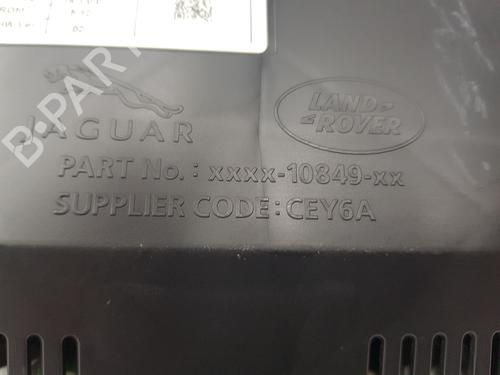 B-PARTS
JAGUAR
LAND-
ROVER
PART No.: xxxx-10849-xx
SUPPLIER CODE: CEY6A